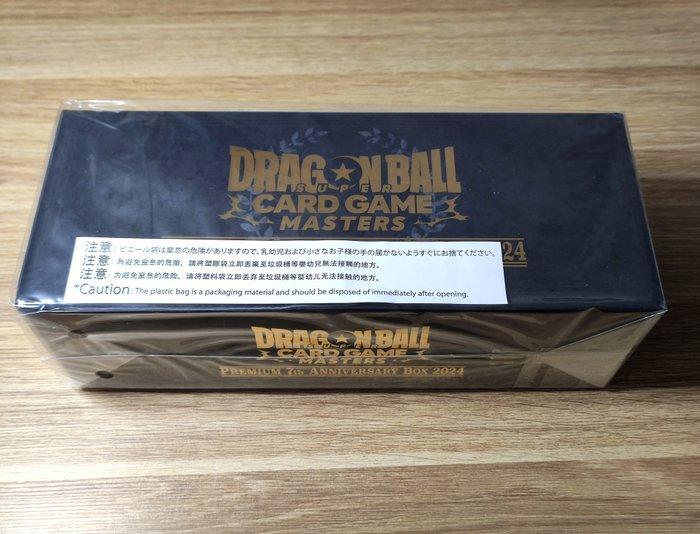 DRAGON BALL
SUPER
CARD GAME
MASTERS
24
注意：ビニール袋は窒息の危険がありますので、乳幼児および小さなお子様の手の届かないようすぐにお捨てください。
注意：為避免窒息的危險，請將塑膠袋立即丟棄至垃圾桶等嬰幼兒無法接觸的地方。
注意：为避免窒息的危险，请将塑料袋立即丢弃至垃圾桶等婴幼儿无法接触的地方。
*Caution : The plastic bag is a packaging material and should be disposed of immediately after opening.
DRAGON BALL
SUPER
CARD GAME
MASTERS
PREMIUM 7TH ANNIVERSARY BOX 2024